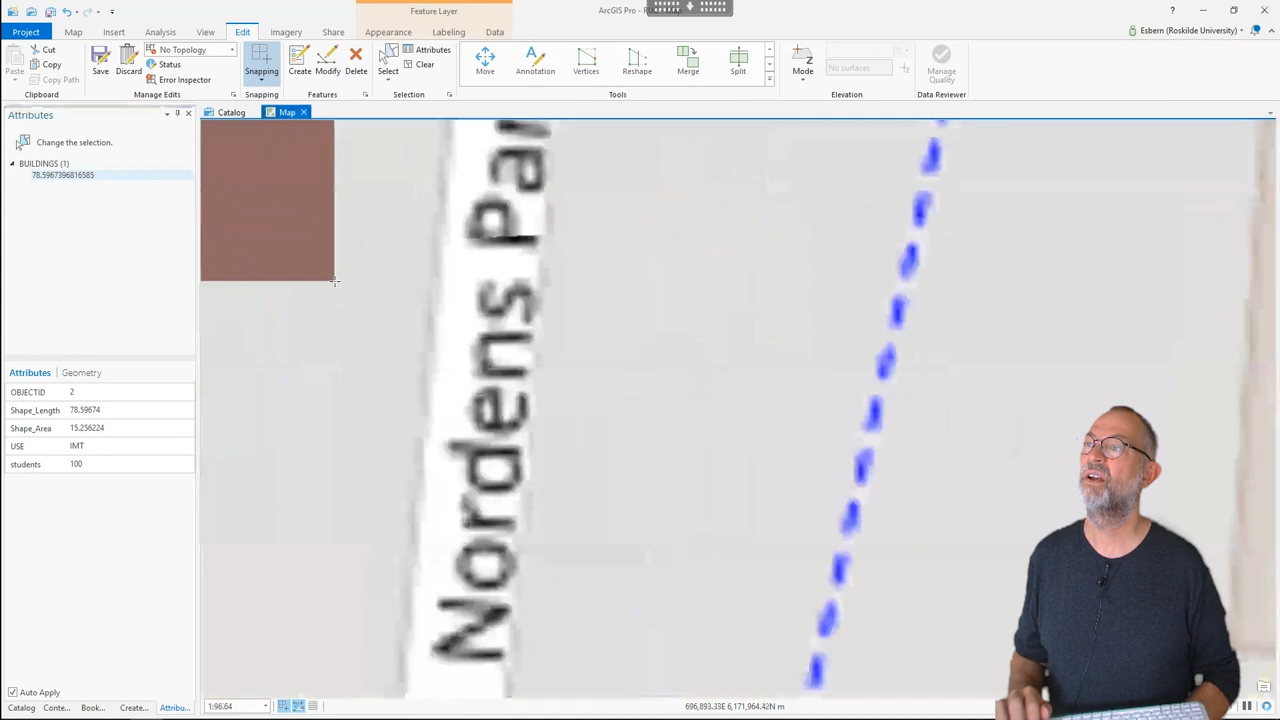 Feature Layer
ArcGIS Pro - R
?
Project Map Insert Analysis View Edit Imagery Share Appearance Labeling Data
Esbern (Roskilde University)
Cut
Copy
Copy Path
Paste
Clipboard
Save
Discard
No Topology
Status
Error Inspector
Manage Edits
Snapping
Snapping
Create
Modify
Delete
Features
Select
Attributes
Clear
Selection
Move
Annotation
Vertices
Reshape
Merge
Split
Tools
Mode
No surfaces
Elevation
Manage
Quality
Data Reviewer
Attributes
Catalog
Map
Change the selection.
BUILDINGS (1)
78.5967396816585
Attributes Geometry
OBJECTID 2
Shape_Length 78.59674
Shape_Area 15.256224
USE IMT
students 100
Nordens Par
Auto Apply
Catalog Conte... Book... Create... Attribu...
1:96.64
696,893.33E 6,171,964.42N m